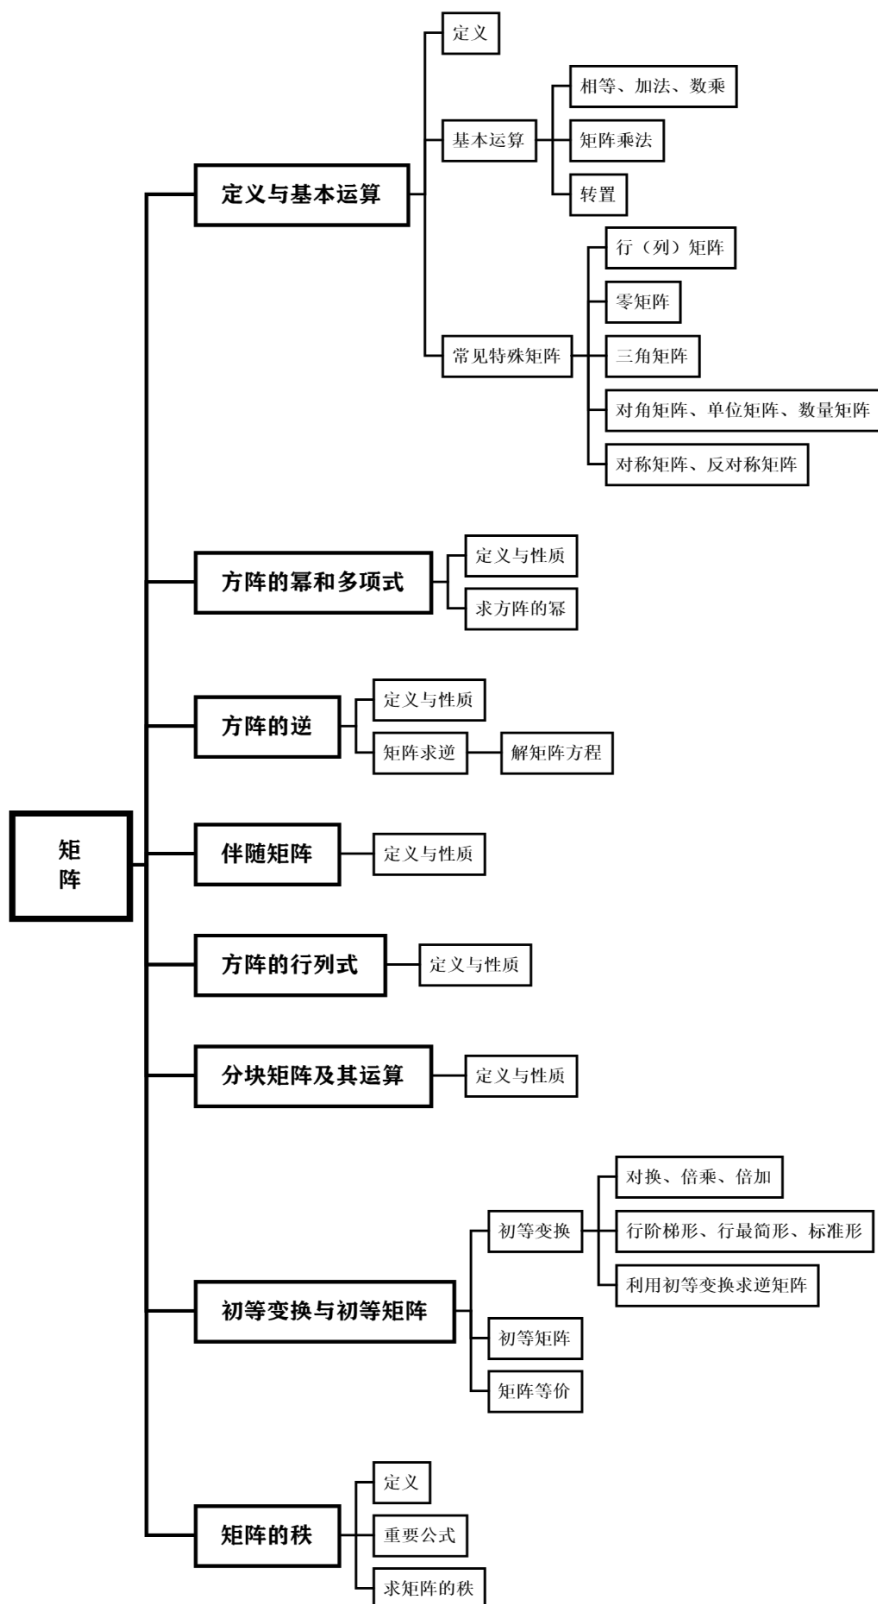 矩
阵
定义与基本运算
定义
基本运算
相等、加法、数乘
矩阵乘法
转置
常见特殊矩阵
行（列）矩阵
零矩阵
三角矩阵
对角矩阵、单位矩阵、数量矩阵
对称矩阵、反对称矩阵
方阵的幂和多项式
定义与性质
求方阵的幂
方阵的逆
定义与性质
矩阵求逆
解矩阵方程
伴随矩阵
定义与性质
方阵的行列式
定义与性质
分块矩阵及其运算
定义与性质
初等变换与初等矩阵
初等变换
对换、倍乘、倍加
行阶梯形、行最简形、标准形
利用初等变换求逆矩阵
初等矩阵
矩阵等价
矩阵的秩
定义
重要公式
求矩阵的秩